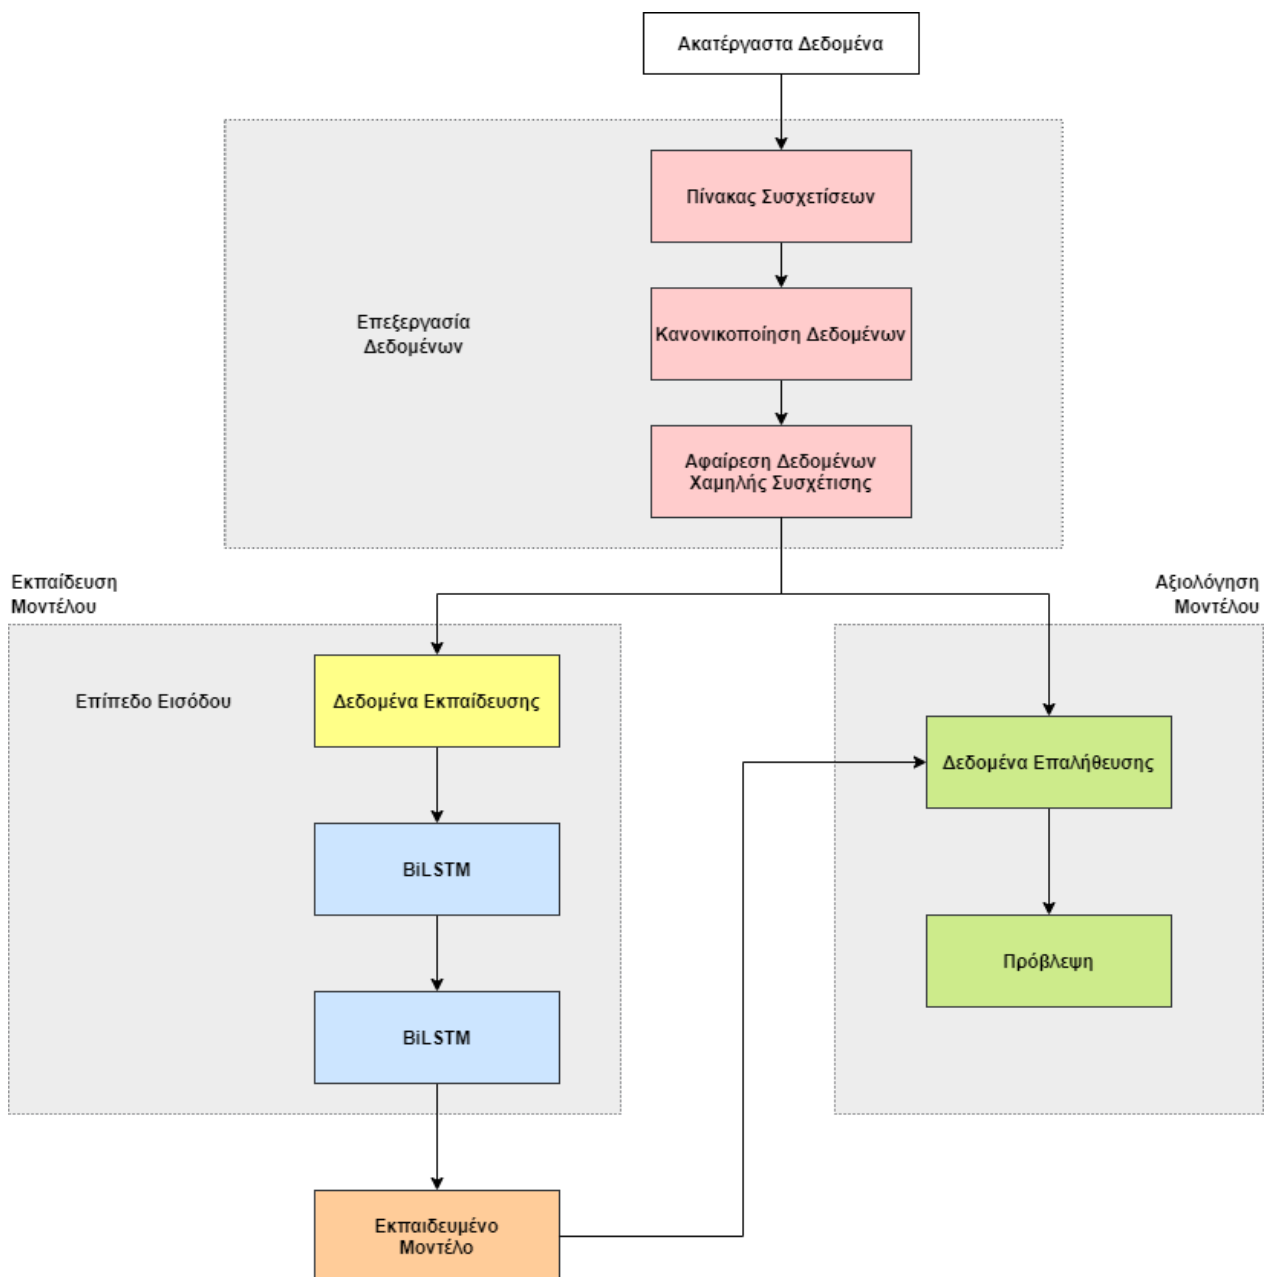 Ακατέργαστα Δεδομένα
Πίνακας Συσχετίσεων
Επεξεργασία
Δεδομένων
Κανονικοποίηση Δεδομένων
Αφαίρεση Δεδομένων
Χαμηλής Συσχέτισης
Εκπαίδευση
Μοντέλου
Αξιολόγηση
Μοντέλου
Επίπεδο Εισόδου
Δεδομένα Εκπαίδευσης
Δεδομένα Επαλήθευσης
BiLSTM
Πρόβλεψη
BiLSTM
Εκπαιδευμένο
Μοντέλο